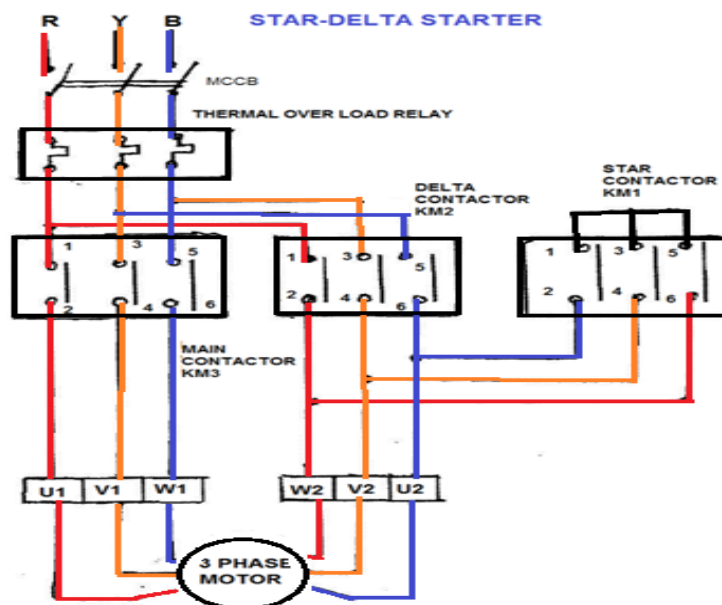 R Y B STAR-DELTA STARTER
MCCB
THERMAL OVER LOAD RELAY
STAR
CONTACTOR
KM1
DELTA
CONTACTOR
KM2
1 3 5
2 4 6
1 3 5
2 4 6
1 3 5
2 4 6
MAIN
CONTACTOR
KM3
U1 V1 W1
W2 V2 U2
3 PHASE
MOTOR